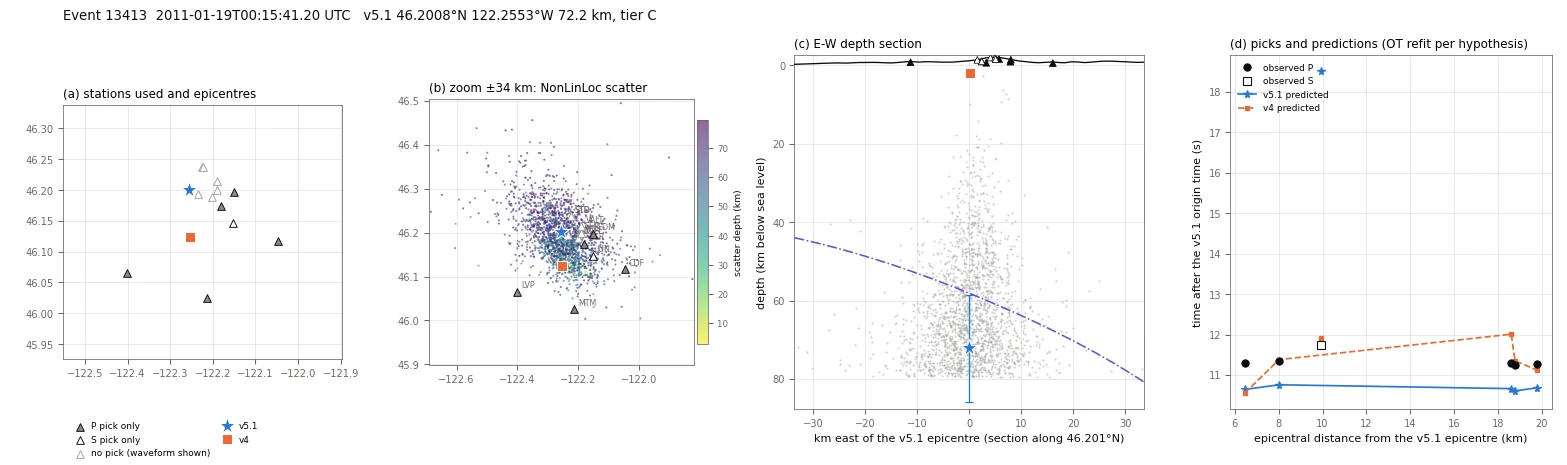 Event 13413  2011-01-19T00:15:41.20 UTC   v5.1 46.2008°N 122.2553°W 72.2 km, tier C
(a) stations used and epicentres
46.30
46.25
46.20
46.15
46.10
46.05
46.00
45.95
−122.5 −122.4 −122.3 −122.2 −122.1 −122.0 −121.9
P pick only
S pick only
no pick (waveform shown)
v5.1
v4
(b) zoom ±34 km: NonLinLoc scatter
46.5
46.4
46.3
46.2
46.1
46.0
45.9
−122.6 −122.4 −122.2 −122.0
CDF
LVP
MTM
70
60
50
40
30
20
10
scatter depth (km)
(c) E-W depth section
0
20
40
60
80
depth (km below sea level)
−30 −20 −10 0 10 20 30
km east of the v5.1 epicentre (section along 46.201°N)
(d) picks and predictions (OT refit per hypothesis)
observed P
observed S
v5.1 predicted
v4 predicted
18
17
16
15
14
13
12
11
time after the v5.1 origin time (s)
6 8 10 12 14 16 18 20
epicentral distance from the v5.1 epicentre (km)